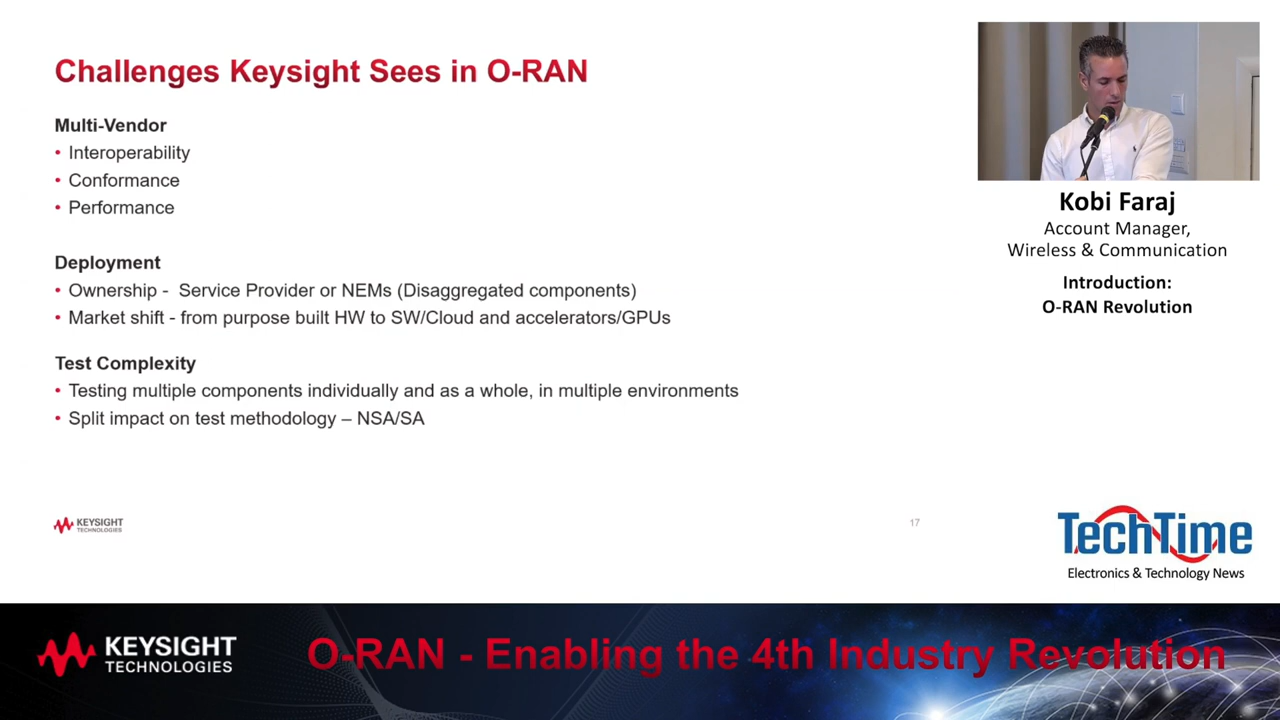 Challenges Keysight Sees in O-RAN
Multi-Vendor
• Interoperability
• Conformance
• Performance
Deployment
• Ownership - Service Provider or NEMs (Disaggregated components)
• Market shift - from purpose built HW to SW/Cloud and accelerators/GPUs
Test Complexity
• Testing multiple components individually and as a whole, in multiple environments
• Split impact on test methodology – NSA/SA
KEYSIGHT
TECHNOLOGIES
17
Kobi Faraj
Account Manager,
Wireless & Communication
Introduction:
O-RAN Revolution
TechTime
Electronics & Technology News
KEYSIGHT
TECHNOLOGIES
O-RAN - Enabling the 4th Industry Revolution